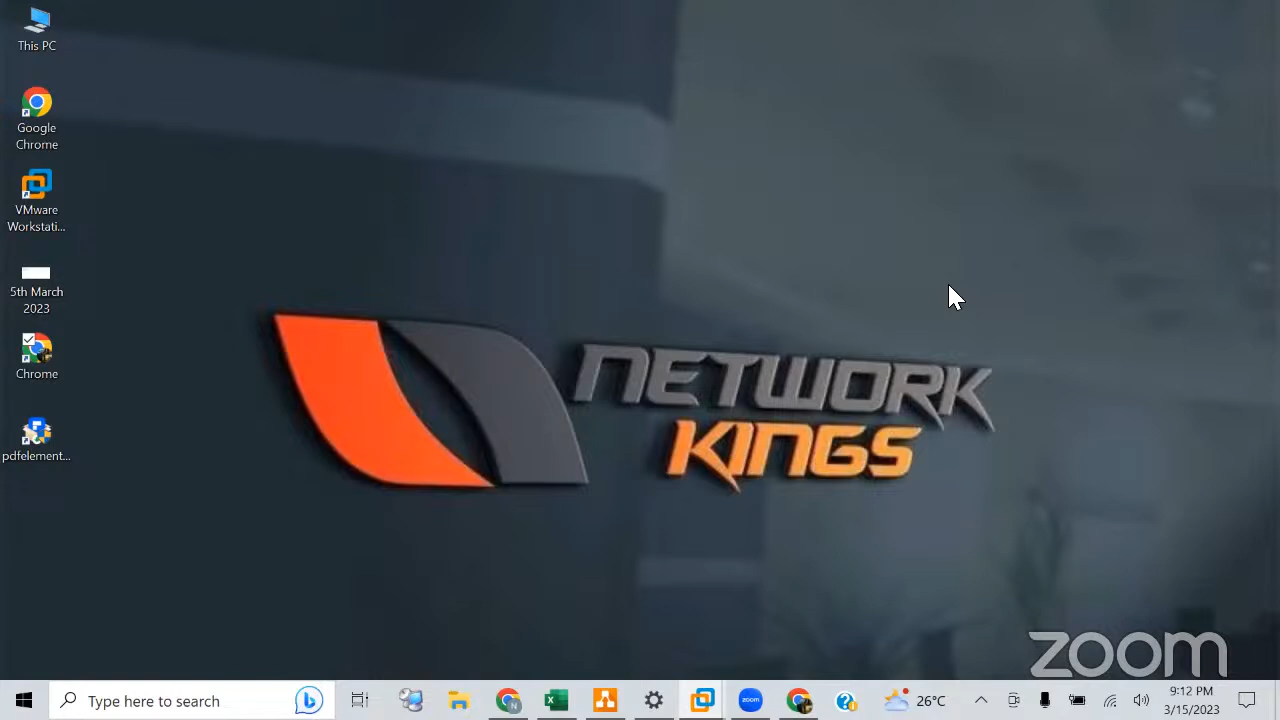 This PC
Google
Chrome
VMware
Workstati...
5th March
2023
Chrome
pdfelement...
NETWORK
KINGS
zoom
Type here to search
zoom
26°C
9:12 PM
3/15/2023